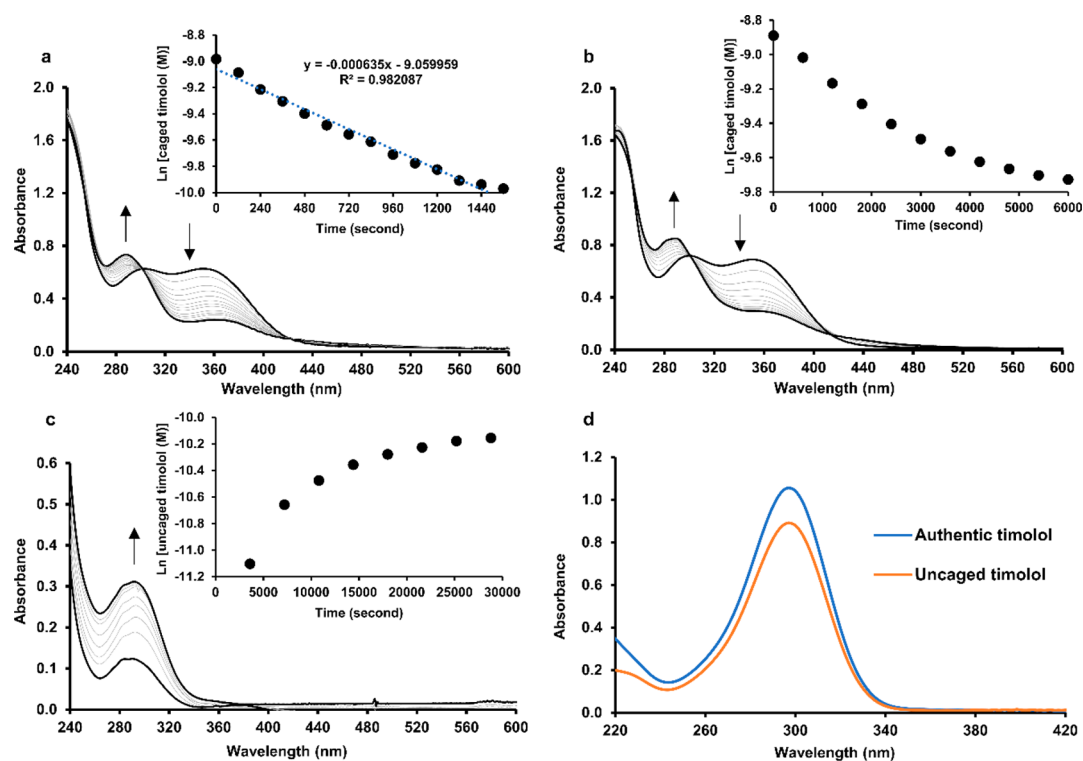 a
-8.8
-9.0
-9.2
-9.4
-9.6
-9.8
-10.0
Ln [caged timolol (M)]
y = -0.000635x - 9.059959
R² = 0.982087
0 240 480 720 960 1200 1440
Time (second)
2.0
1.6
1.2
0.8
0.4
0.0
Absorbance
240 280 320 360 400 440 480 520 560 600
Wavelength (nm)
b
-8.8
-9.0
-9.2
-9.4
-9.6
-9.8
Ln [caged timolol (M)]
0 1000 2000 3000 4000 5000 6000
Time (second)
2.0
1.6
1.2
0.8
0.4
0.0
Absorbance
240 280 320 360 400 440 480 520 560 600
Wavelength (nm)
c
-10.0
-10.2
-10.4
-10.6
-10.8
-11.0
-11.2
Ln [uncaged timolol (M)]
0 5000 10000 15000 20000 25000 30000
Time (second)
0.6
0.5
0.4
0.3
0.2
0.1
0.0
Absorbance
240 280 320 360 400 440 480 520 560 600
Wavelength (nm)
d
1.2
1.0
0.8
0.6
0.4
0.2
0.0
Absorbance
Authentic timolol
Uncaged timolol
220 260 300 340 380 420
Wavelength (nm)